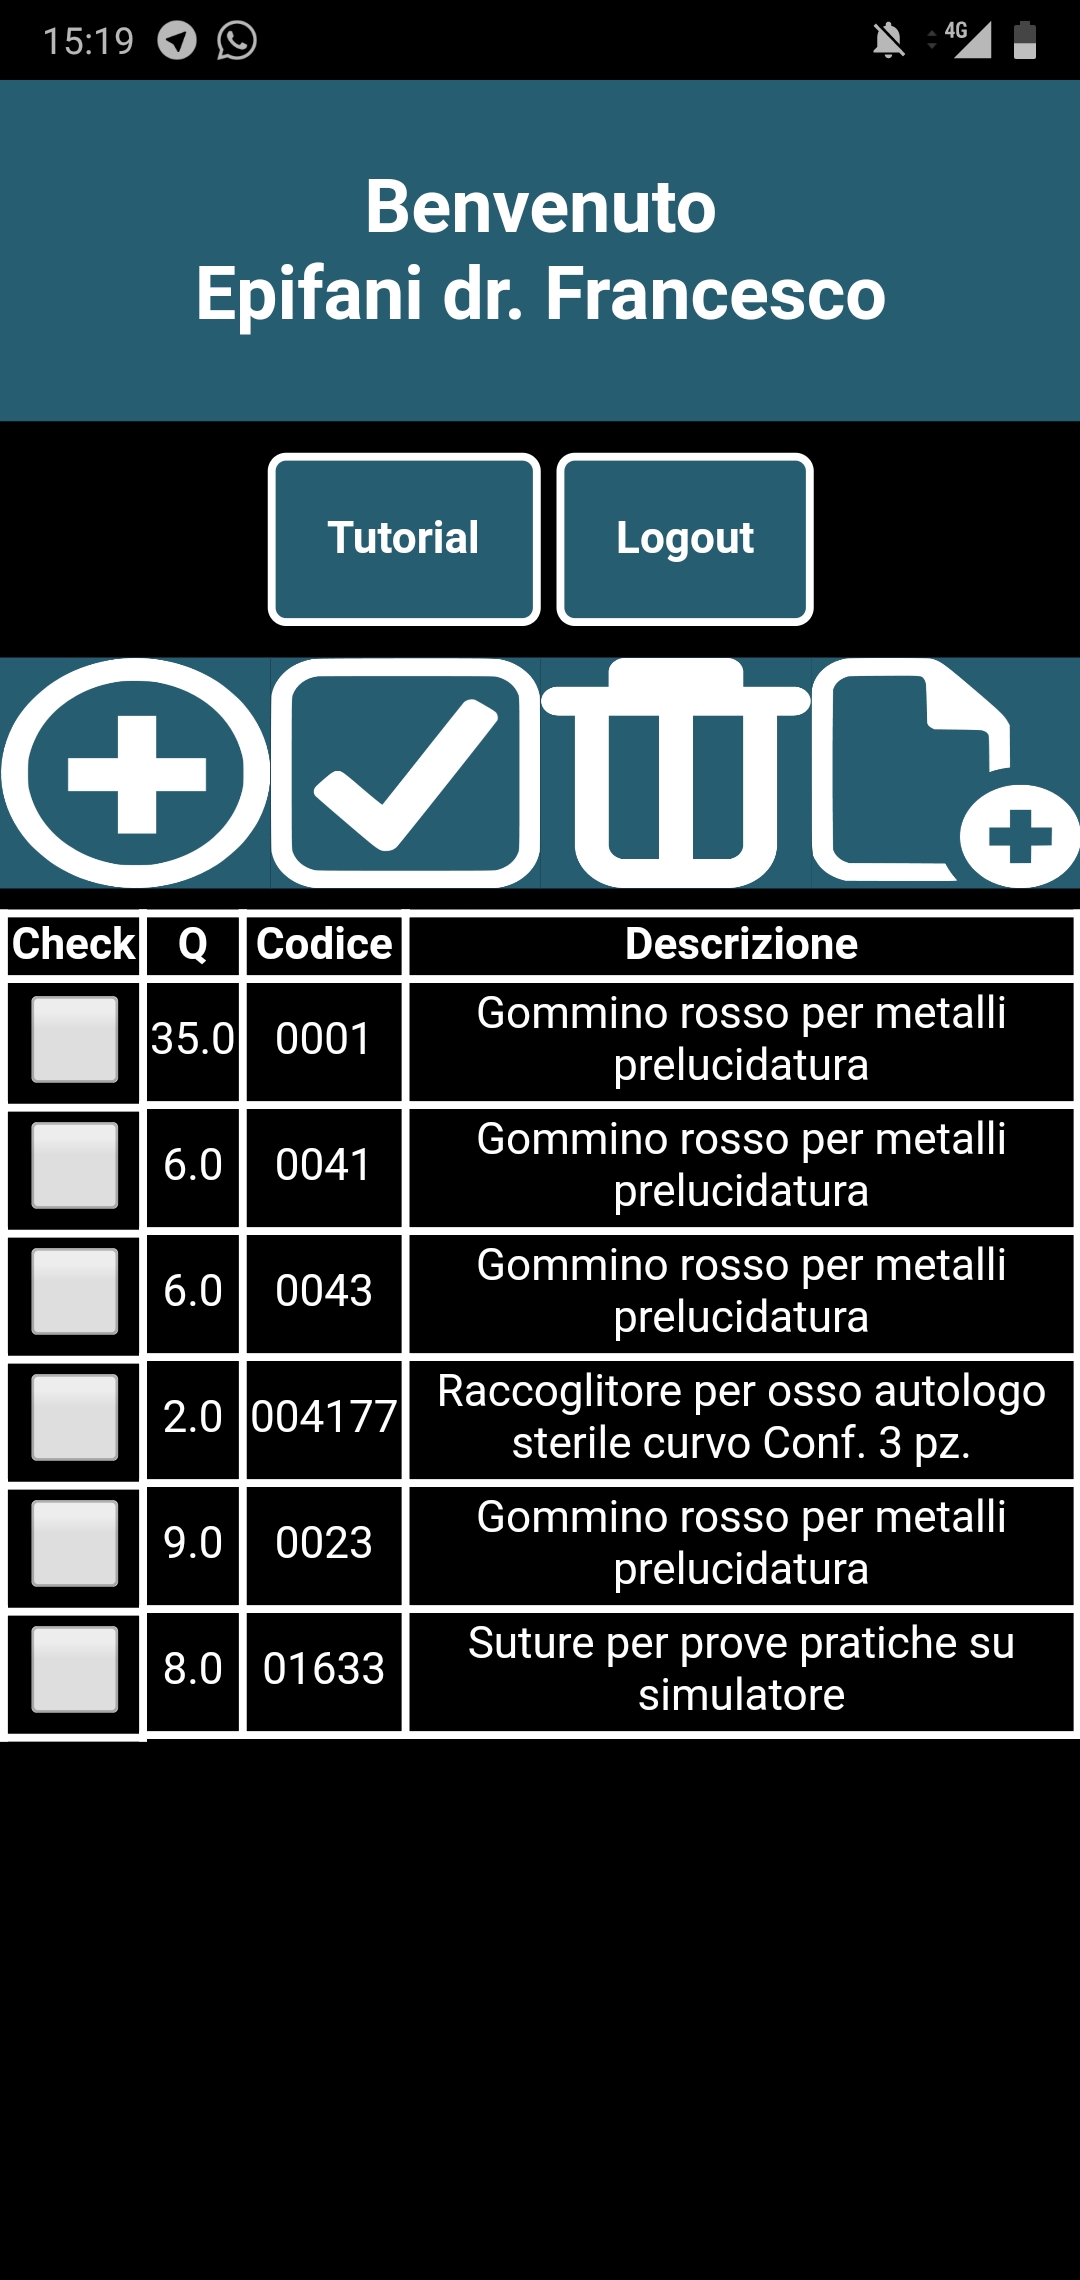 15:19
4G
Benvenuto
Epifani dr. Francesco
Tutorial
Logout
Check Q Codice Descrizione
35.0 0001 Gommino rosso per metalli
prelucidatura
6.0 0041 Gommino rosso per metalli
prelucidatura
6.0 0043 Gommino rosso per metalli
prelucidatura
2.0 004177 Raccoglitore per osso autologo
sterile curvo Conf. 3 pz.
9.0 0023 Gommino rosso per metalli
prelucidatura
8.0 01633 Suture per prove pratiche su
simulatore